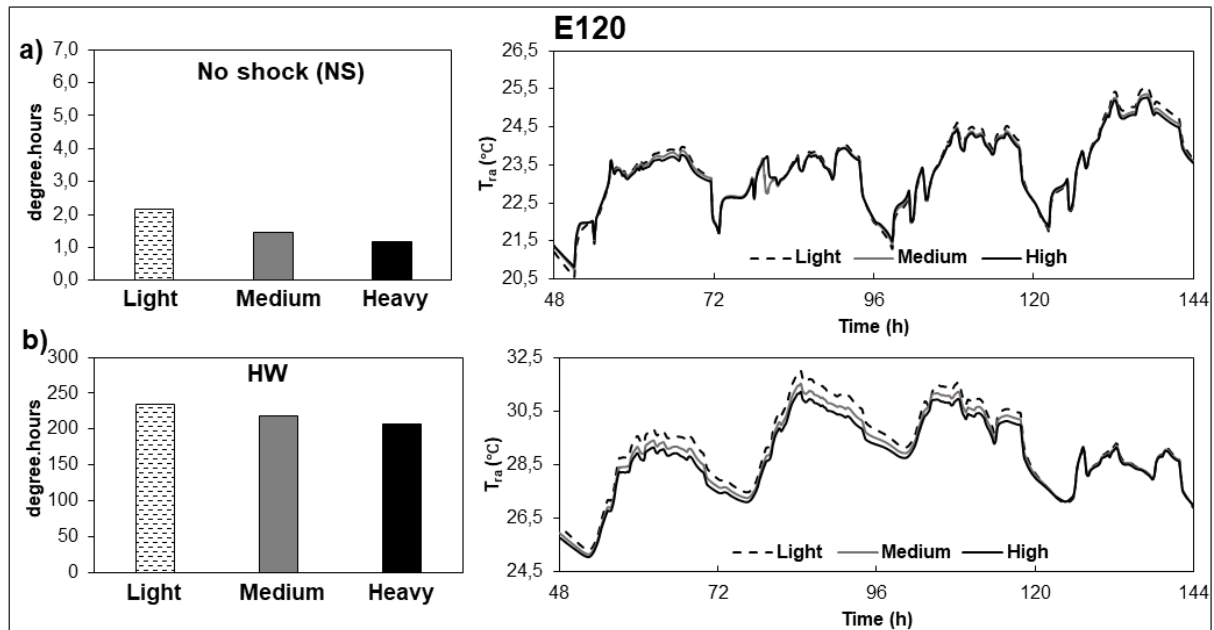 E120
a)
No shock (NS)
degree.hours
7,0
6,0
5,0
4,0
3,0
2,0
1,0
0,0
Light Medium Heavy
Tra (°C)
26,5
25,5
24,5
23,5
22,5
21,5
20,5
Light Medium High
48 72 96 120 144
Time (h)
b)
HW
degree.hours
300
250
200
150
100
50
0
Light Medium Heavy
Tra (°C)
32,5
30,5
28,5
26,5
24,5
Light Medium High
48 72 96 120 144
Time (h)